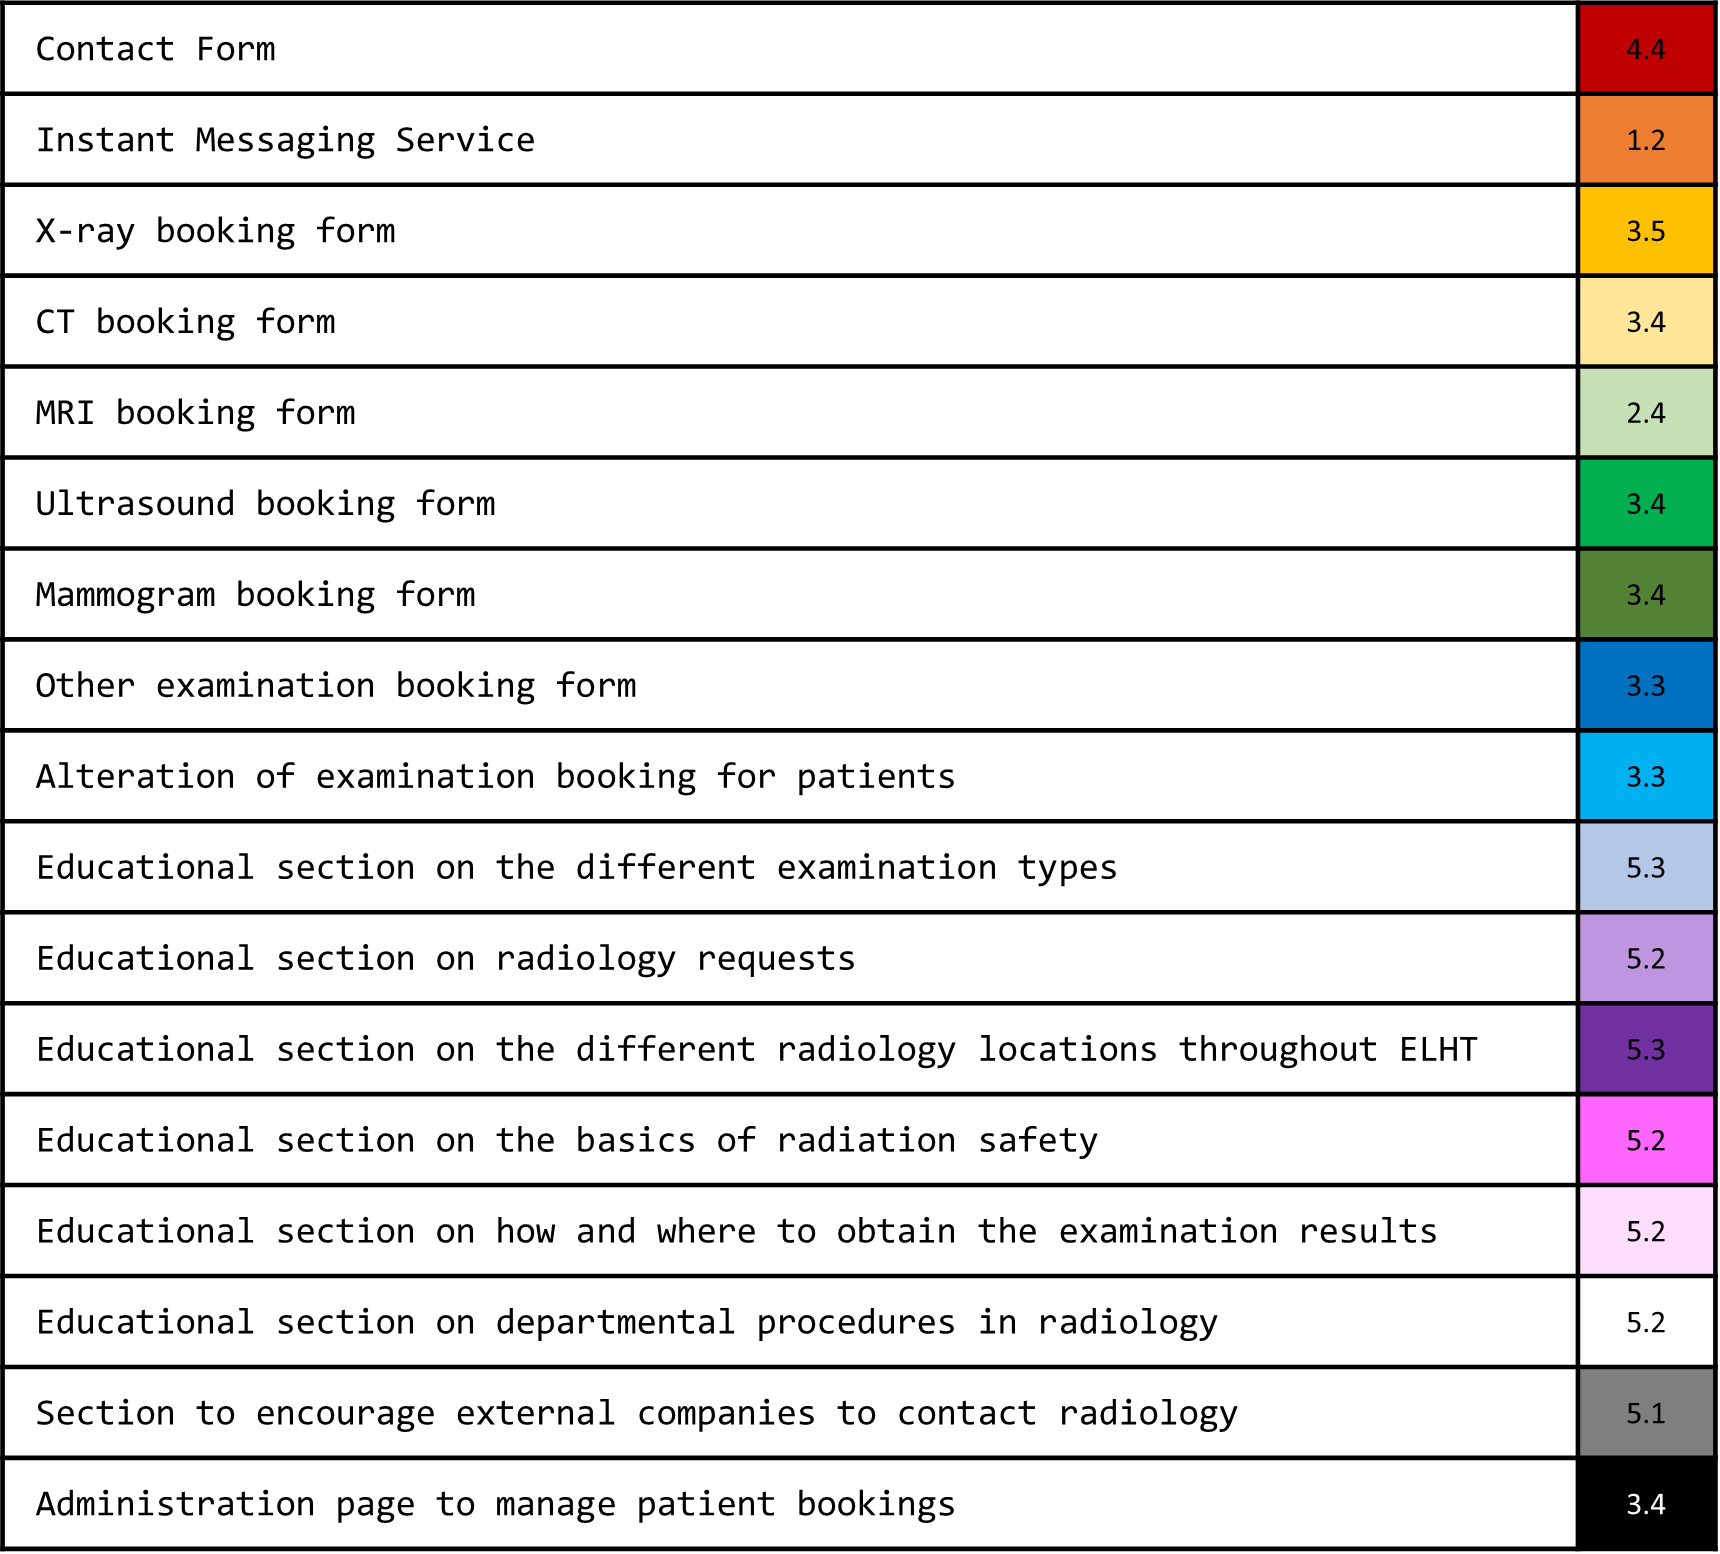 Contact Form 4.4
Instant Messaging Service 1.2
X-ray booking form 3.5
CT booking form 3.4
MRI booking form 2.4
Ultrasound booking form 3.4
Mammogram booking form 3.4
Other examination booking form 3.3
Alteration of examination booking for patients 3.3
Educational section on the different examination types 5.3
Educational section on radiology requests 5.2
Educational section on the different radiology locations throughout ELHT 5.3
Educational section on the basics of radiation safety 5.2
Educational section on how and where to obtain the examination results 5.2
Educational section on departmental procedures in radiology 5.2
Section to encourage external companies to contact radiology 5.1
Administration page to manage patient bookings 3.4